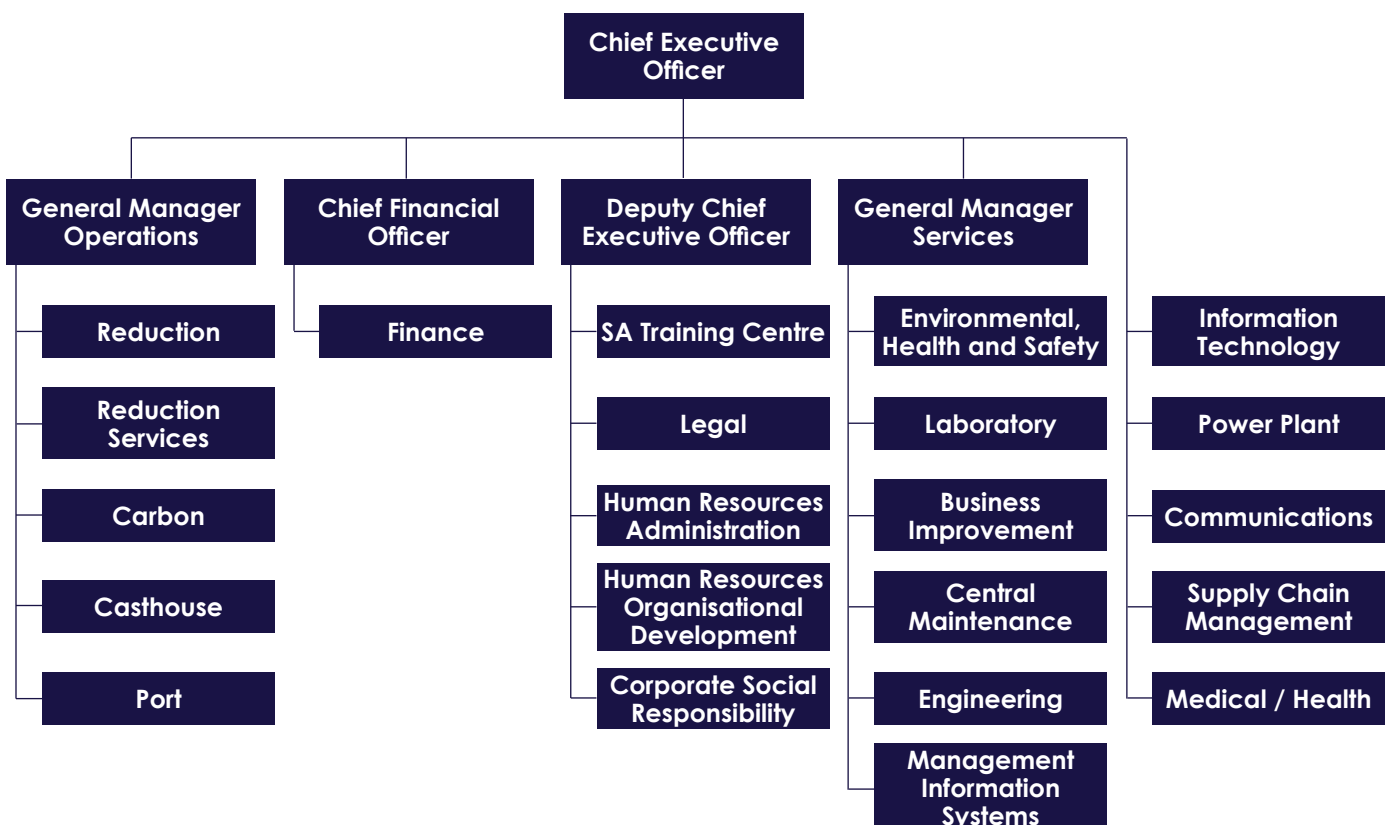 Chief Executive
Officer
General Manager
Operations
Chief Financial
Officer
Deputy Chief
Executive Officer
General Manager
Services
Reduction
Reduction
Services
Carbon
Casthouse
Port
Finance
SA Training Centre
Legal
Human Resources
Administration
Human Resources
Organisational
Development
Corporate Social
Responsibility
Environmental,
Health and Safety
Laboratory
Business
Improvement
Central
Maintenance
Engineering
Management
Information
Systems
Information
Technology
Power Plant
Communications
Supply Chain
Management
Medical / Health